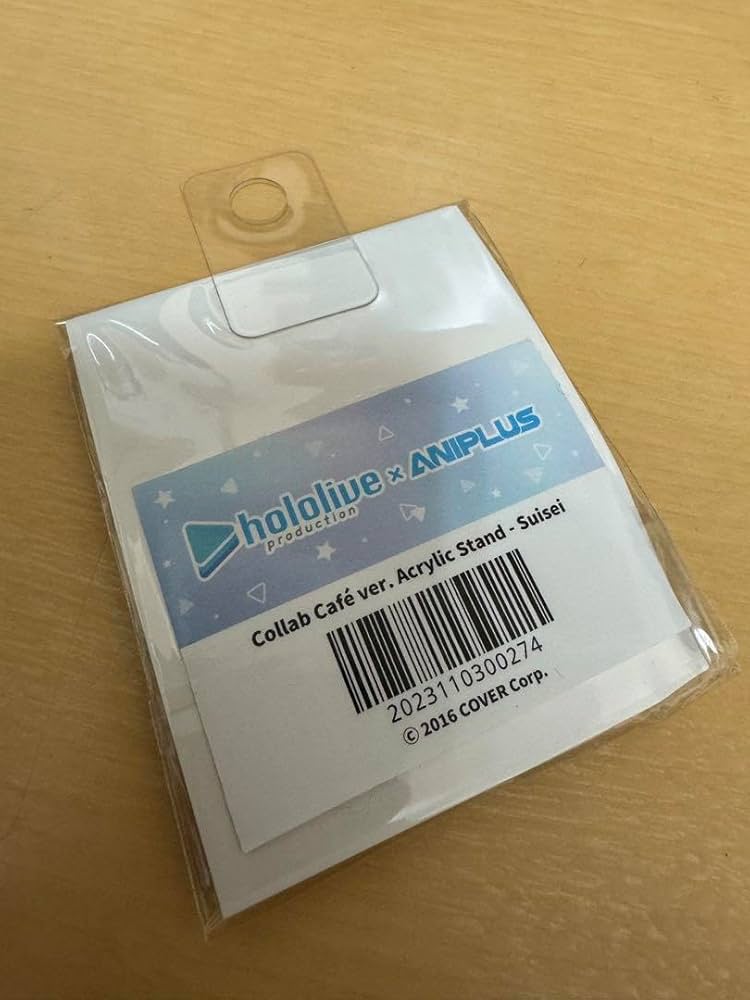 hololive production × ANIPLUS
Collab Café ver. Acrylic Stand - Suisei
2023110300274
© 2016 COVER Corp.